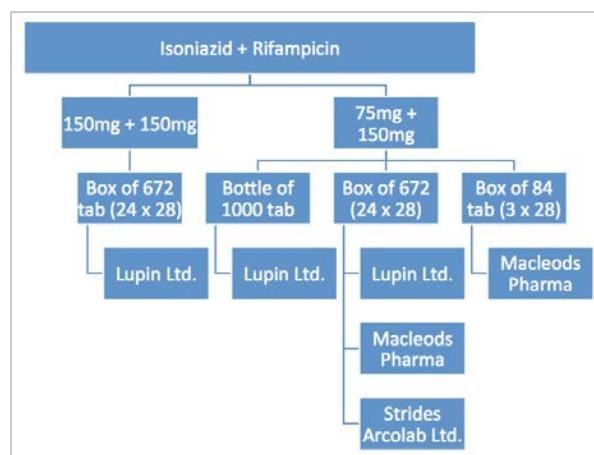 Isoniazid + Rifampicin
150mg + 150mg
75mg +
150mg
Box of 672
tab (24 x 28)
Bottle of
1000 tab
Box of 672
(24 x 28)
Box of 84
tab (3 x 28)
Lupin Ltd.
Lupin Ltd.
Lupin Ltd.
Macleods
Pharma
Macleods
Pharma
Strides
Arcolab Ltd.